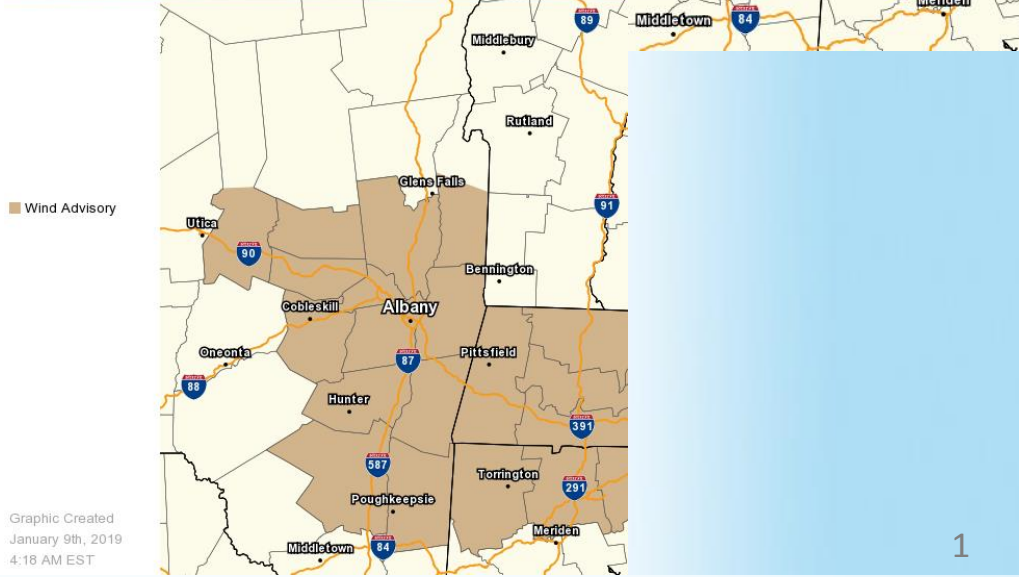 Meriden
89
Middletown
84
Middlebury
Rutland
Glens Falls
Wind Advisory
91
Utica
90
Bennington
Cobleskill
Albany
Oneonta
Pittsfield
87
88
Hunter
391
587
Torrington
291
Poughkeepsie
Graphic Created
January 9th, 2019
4:18 AM EST
Meriden
Middletown
84
1